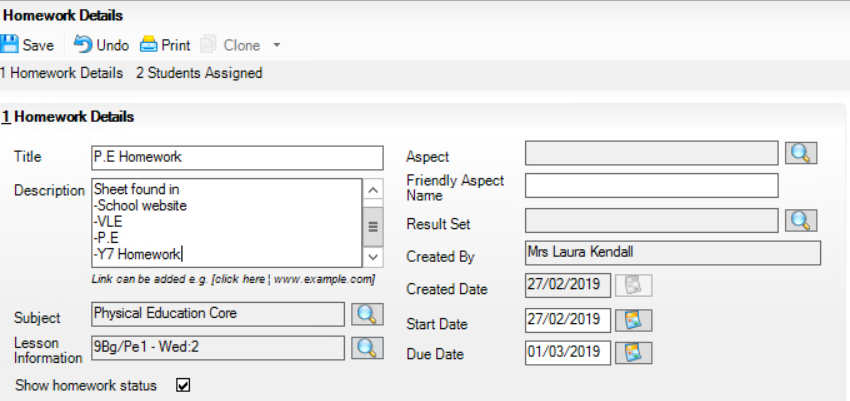 Homework Details
Save Undo Print Clone
1 Homework Details 2 Students Assigned
1 Homework Details
Title P.E Homework
Description Sheet found in
-School website
-VLE
-P.E
-Y7 Homework
Link can be added e.g. [click here ¦ www.example.com]
Subject Physical Education Core
Lesson Information 9Bg/Pe1 - Wed:2
Show homework status
Aspect
Friendly Aspect Name
Result Set
Created By Mrs Laura Kendall
Created Date 27/02/2019
Start Date 27/02/2019
Due Date 01/03/2019